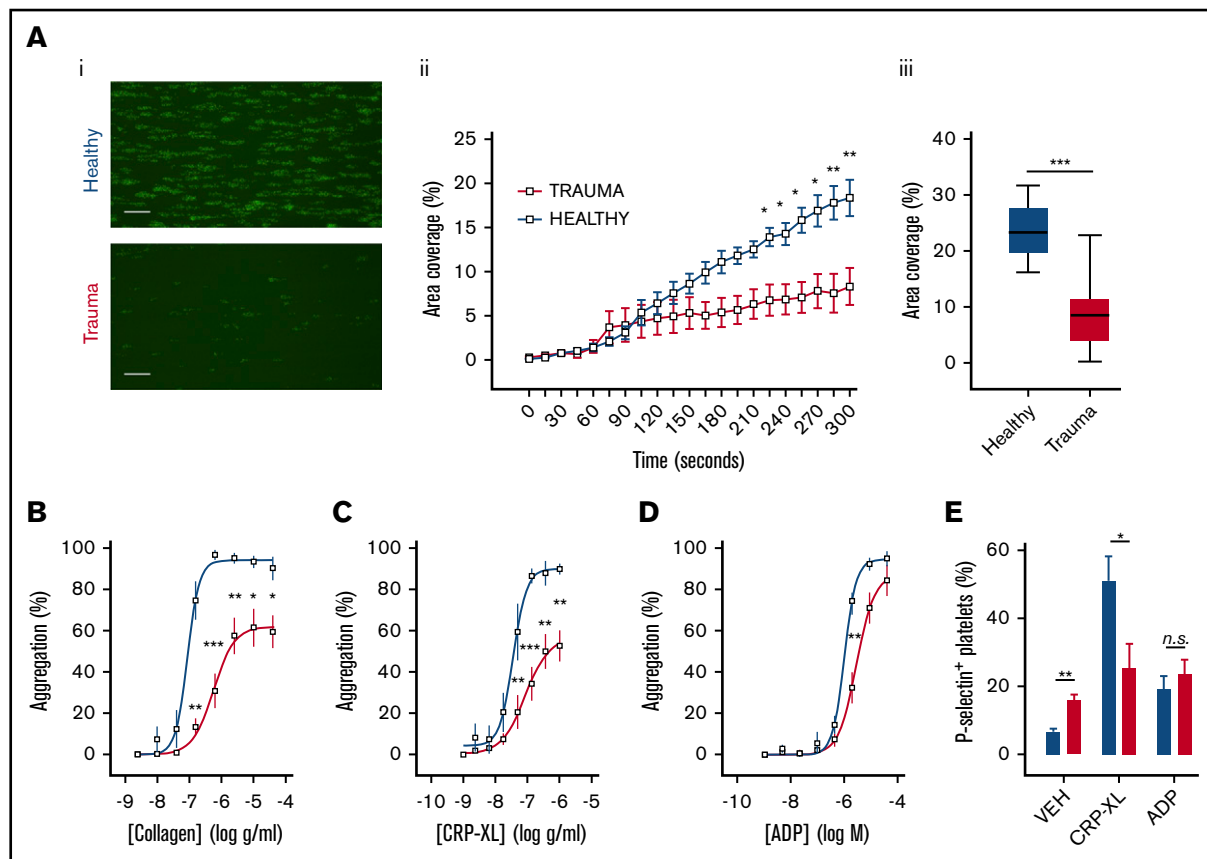 A
i
Healthy
Trauma
ii
Area coverage (%)
25
20
15
10
5
0
TRAUMA
HEALTHY
* * * * ** **
0 30 60 90 120 150 180 210 240 270 300
Time (seconds)
iii
Area coverage (%)
40
30
20
10
0
***
Healthy Trauma
B
Aggregation (%)
100
80
60
40
20
0
** * *
***
**
-9 -8 -7 -6 -5 -4
[Collagen] (log g/ml)
C
Aggregation (%)
100
80
60
40
20
0
**
**
***
**
-10 -9 -8 -7 -6 -5
[CRP-XL] (log g/ml)
D
Aggregation (%)
100
80
60
40
20
0
**
-10 -8 -6 -4
[ADP] (log M)
E
P-selectin⁺ platelets (%)
60
40
20
0
*
n.s.
**
VEH CRP-XL ADP